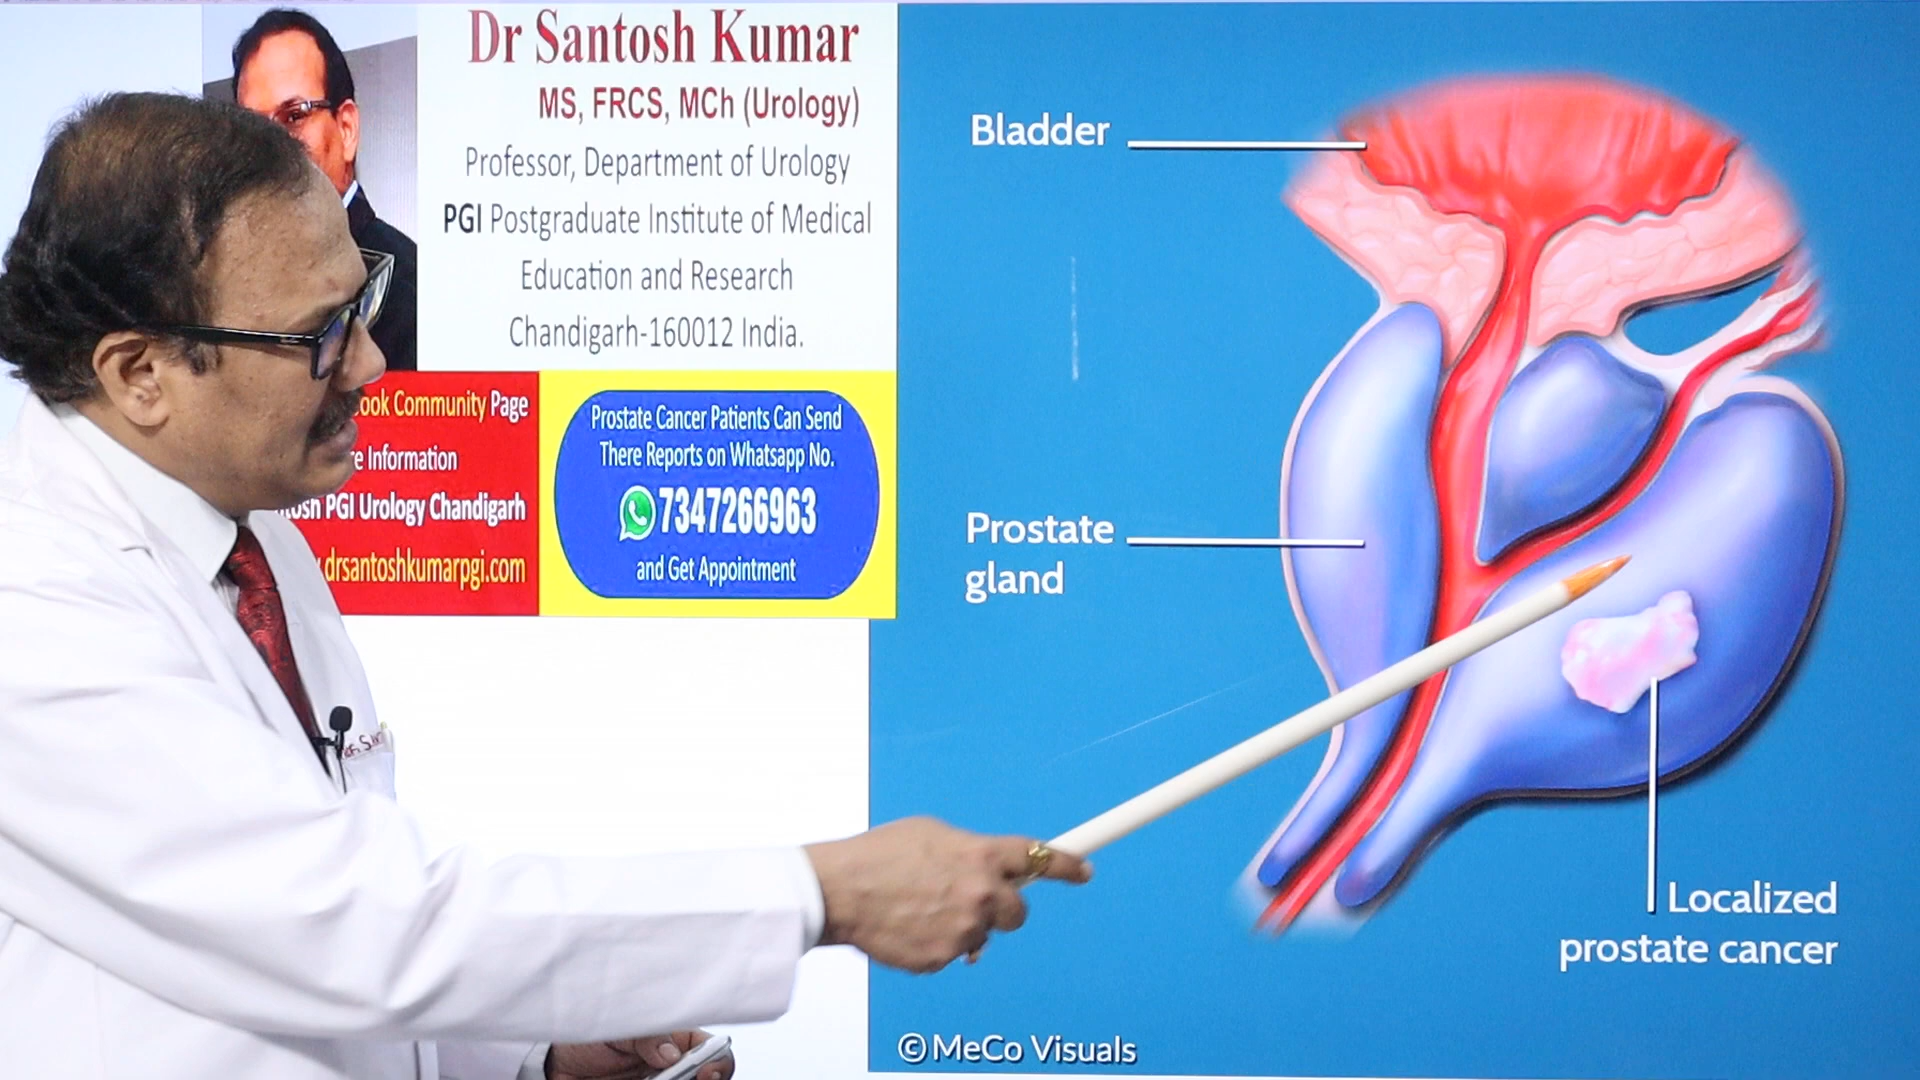 Dr Santosh Kumar
MS, FRCS, MCh (Urology)
Professor, Department of Urology
PGI Postgraduate Institute of Medical
Education and Research
Chandigarh-160012 India.
Community Page
Information
PGI Urology Chandigarh
drsantoshkumarpgi.com
Prostate Cancer Patients Can Send
There Reports on Whatsapp No.
7347266963
and Get Appointment
Bladder
Prostate
gland
Localized
prostate cancer
© MeCo Visuals